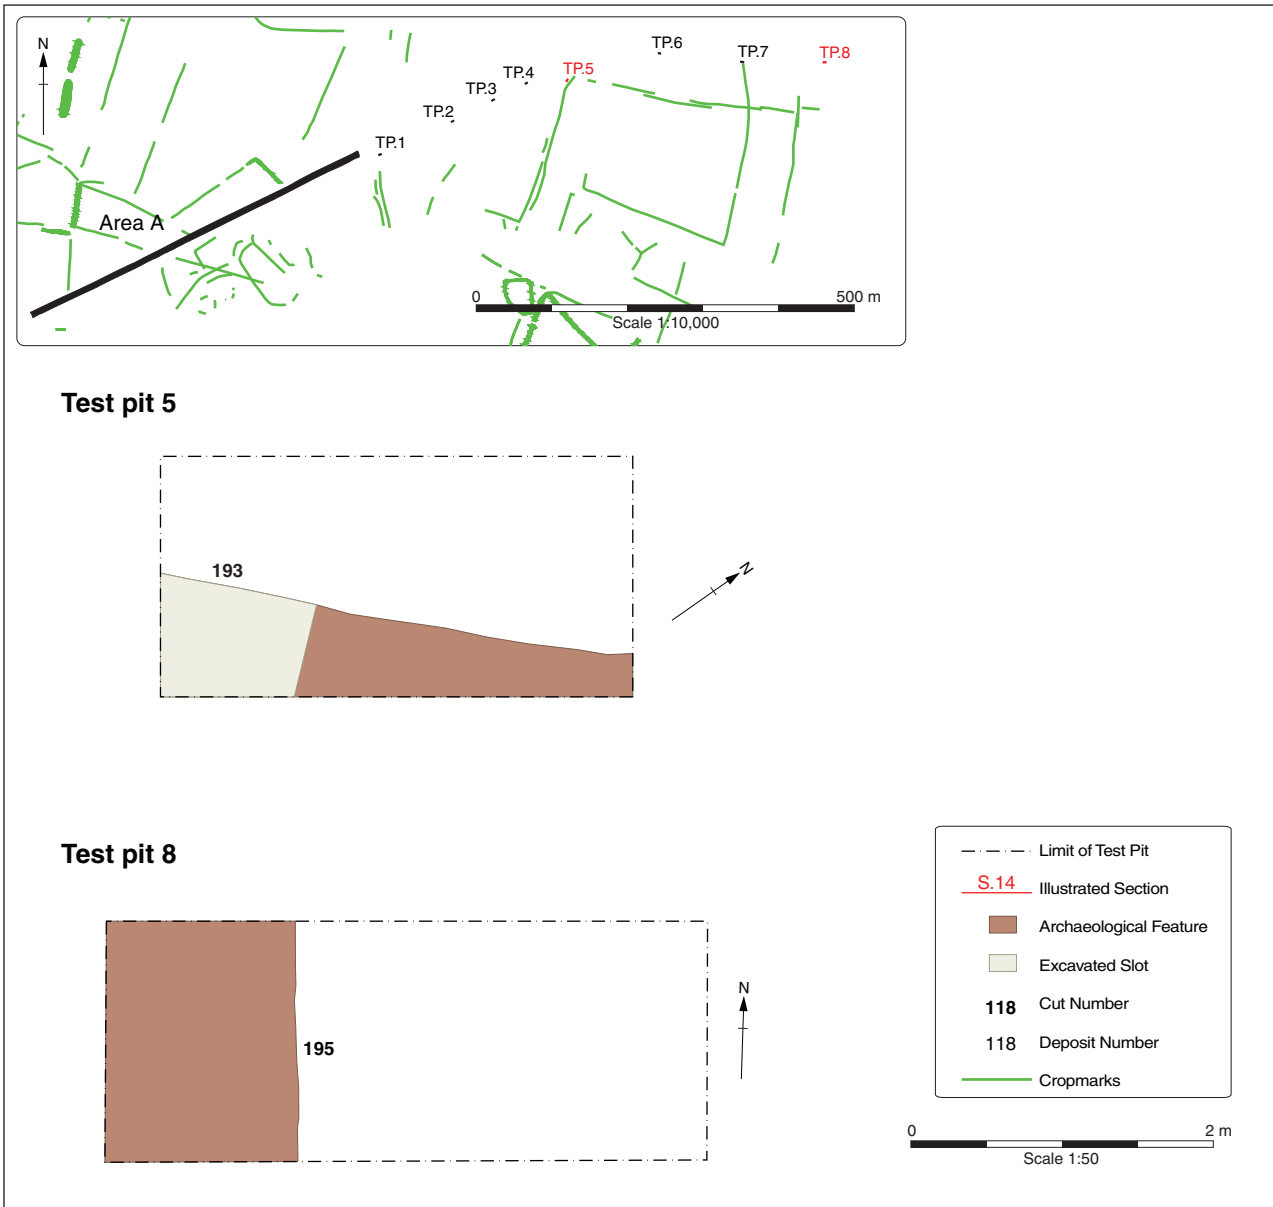 N
TP.6
TP.7
TP.8
TP.5
TP.4
TP.3
TP.2
TP.1
Area A
0 500 m
Scale 1:10,000
Test pit 5
193
N
Test pit 8
195
N
Limit of Test Pit
S.14 Illustrated Section
Archaeological Feature
Excavated Slot
118 Cut Number
118 Deposit Number
Cropmarks
0 2 m
Scale 1:50